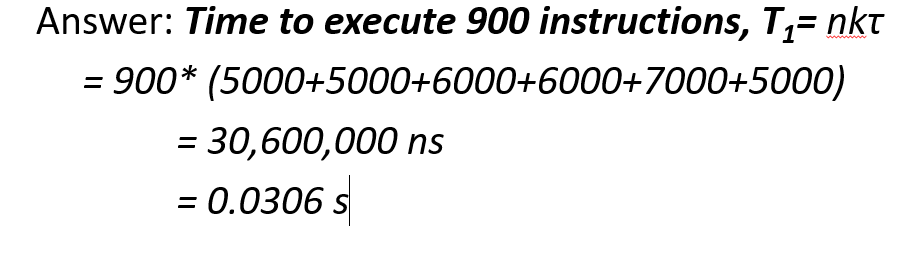 Answer: Time to execute 900 instructions, T₁= nkτ
= 900* (5000+5000+6000+6000+7000+5000)
= 30,600,000 ns
= 0.0306 s